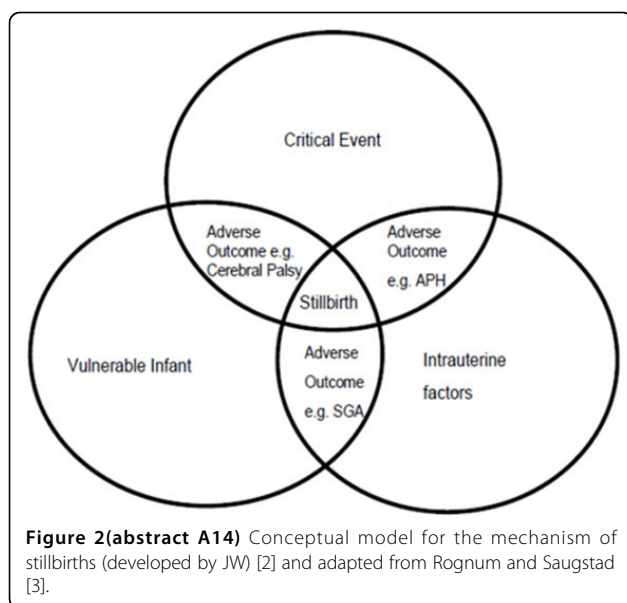 Critical Event
Adverse
Outcome e.g.
Cerebral Palsy
Adverse
Outcome
e.g. APH
Stillbirth
Vulnerable Infant
Adverse
Outcome
e.g. SGA
Intrauterine
factors
Figure 2(abstract A14) Conceptual model for the mechanism of
stillbirths (developed by JW) [2] and adapted from Rognum and Saugstad
[3].